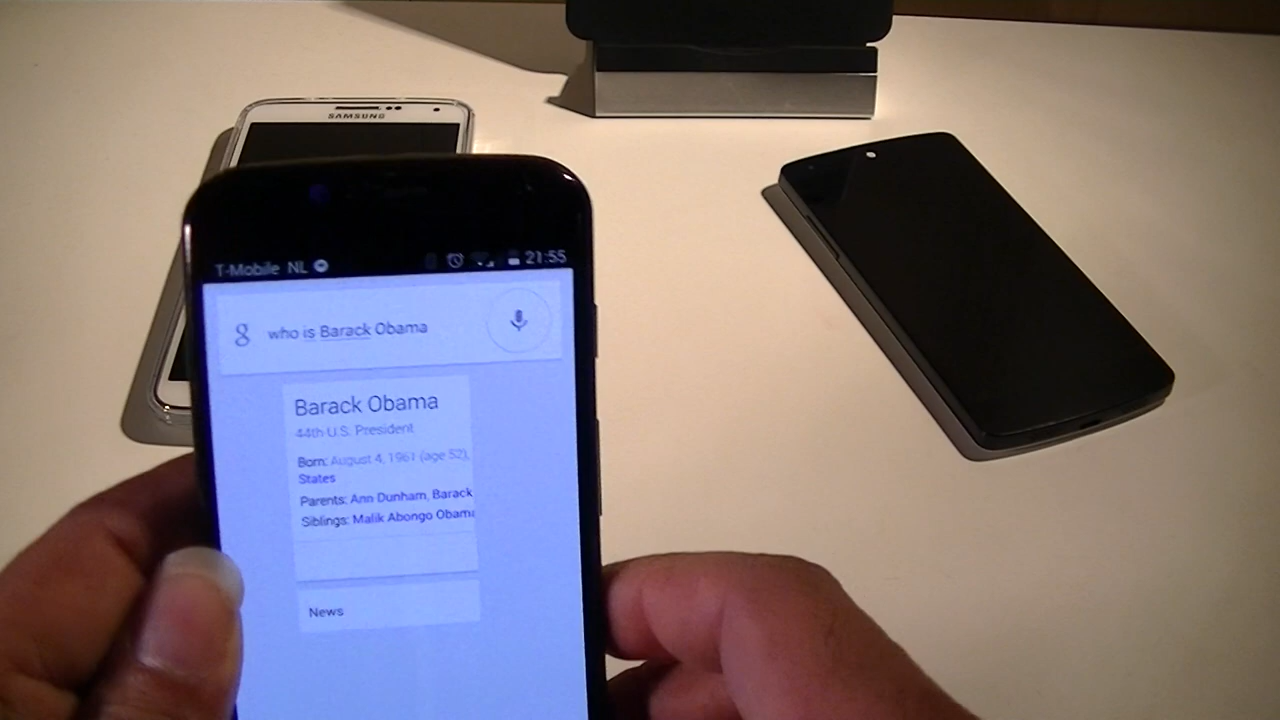 SAMSUNG
T-Mobile NL 21:55
8 who is Barack Obama
Barack Obama
44th U.S. President
Born: August 4, 1961 (age 52),
States
Parents: Ann Dunham, Barack
Siblings: Malik Abongo Obama
News